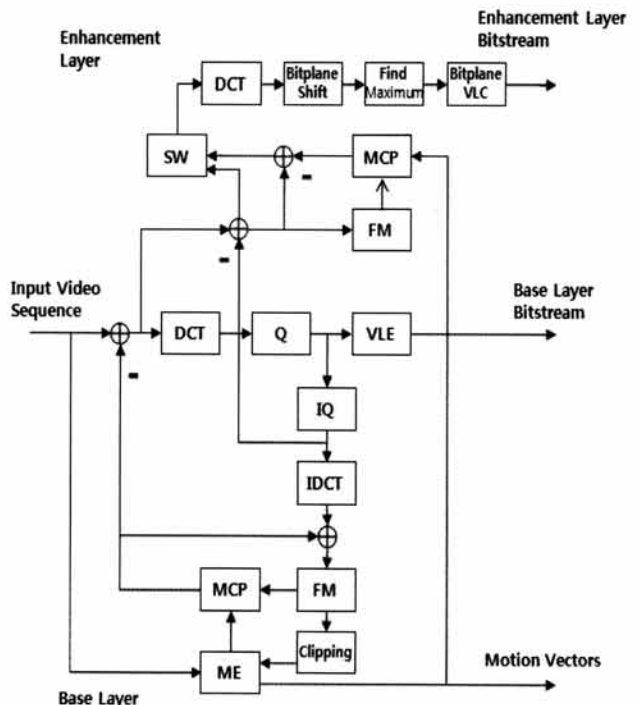 Enhancement Layer
Bitstream
Enhancement
Layer
DCT
Bitplane
Shift
Find
Maximum
Bitplane
VLC
SW
MCP
-
FM
-
Input Video
Sequence
Base Layer
Bitstream
DCT
Q
VLE
-
IQ
IDCT
MCP
FM
Clipping
ME
Motion Vectors
Base Layer